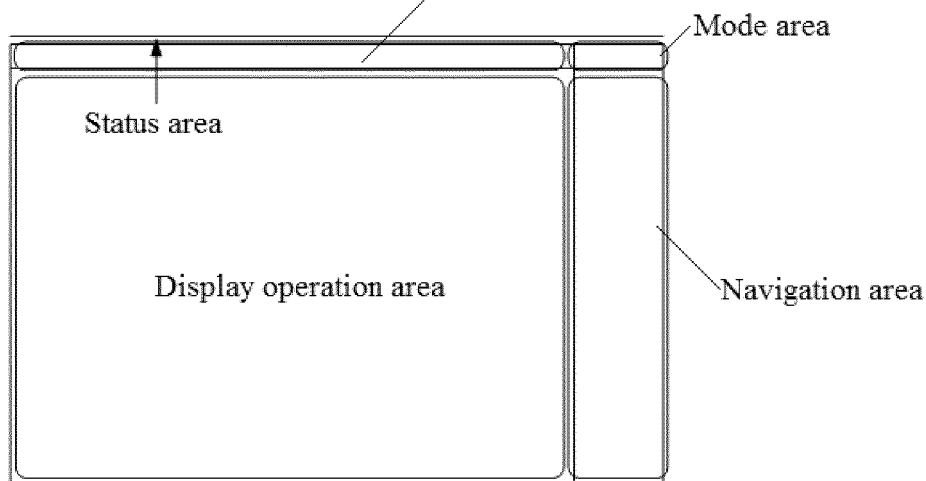 Mode area
Status area
Display operation area
Navigation area